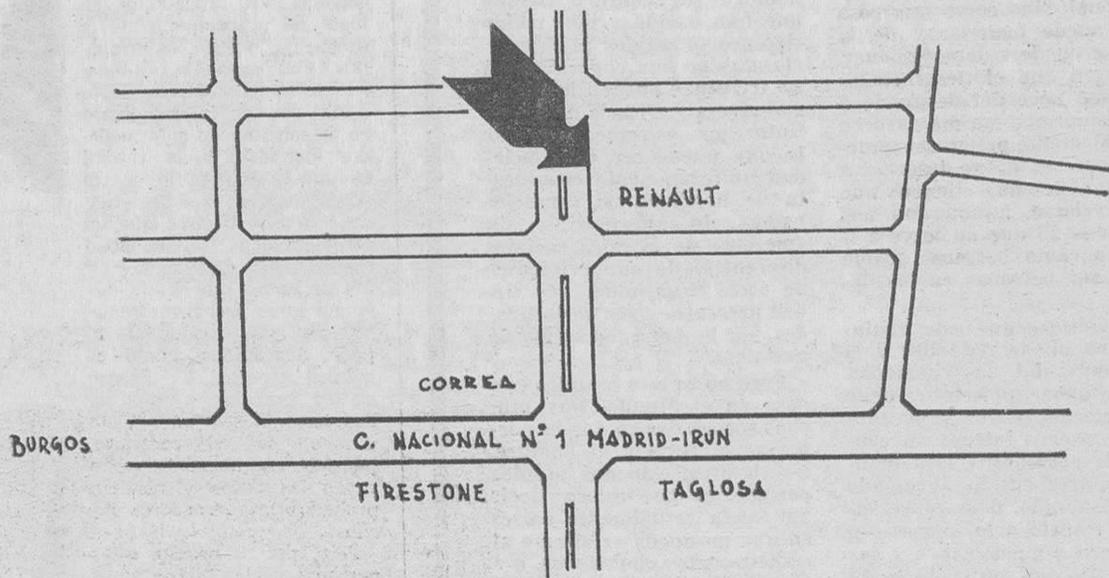 RENAULT
CORREA
BURGOS
C. NACIONAL Nº 1 MADRID-IRUN
FIRESTONE
TAGLOSA